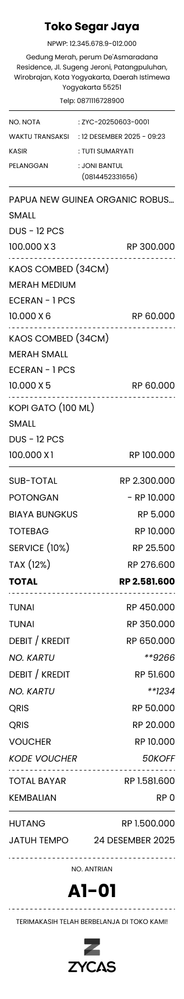 Toko Segar Jaya
NPWP: 12.345.678.9-012.000
Gedung Merah, perum De'Asmaradana
Residence, Jl. Sugeng Jeroni, Patangpuluhan,
Wirobrajan, Kota Yogyakarta, Daerah Istimewa
Yogyakarta 55251
Telp: 0871116728900
NO. NOTA : ZYC-20250603-0001
WAKTU TRANSAKSI : 12 DESEMBER 2025 - 09:23
KASIR : TUTI SUMARYATI
PELANGGAN : JONI BANTUL
(0814452331656)
PAPUA NEW GUINEA ORGANIC ROBUS...
SMALL
DUS - 12 PCS
100.000 X 3 RP 300.000
KAOS COMBED (34CM)
MERAH MEDIUM
ECERAN - 1 PCS
10.000 X 6 RP 60.000
KAOS COMBED (34CM)
MERAH SMALL
ECERAN - 1 PCS
10.000 X 5 RP 60.000
KOPI GATO (100 ML)
SMALL
DUS - 12 PCS
100.000 X 1 RP 100.000
SUB-TOTAL RP 2.300.000
POTONGAN - RP 10.000
BIAYA BUNGKUS RP 5.000
TOTEBAG RP 10.000
SERVICE (10%) RP 25.500
TAX (12%) RP 276.600
TOTAL RP 2.581.600
TUNAI RP 450.000
TUNAI RP 350.000
DEBIT / KREDIT RP 650.000
NO. KARTU **9266
DEBIT / KREDIT RP 51.600
NO. KARTU **1234
QRIS RP 50.000
QRIS RP 20.000
VOUCHER RP 10.000
KODE VOUCHER 50KOFF
TOTAL BAYAR RP 1.581.600
KEMBALIAN RP 0
HUTANG RP 1.500.000
JATUH TEMPO 24 DESEMBER 2025
NO. ANTRIAN
A1-01
TERIMAKASIH TELAH BERBELANJA DI TOKO KAMI!
ZYCAS